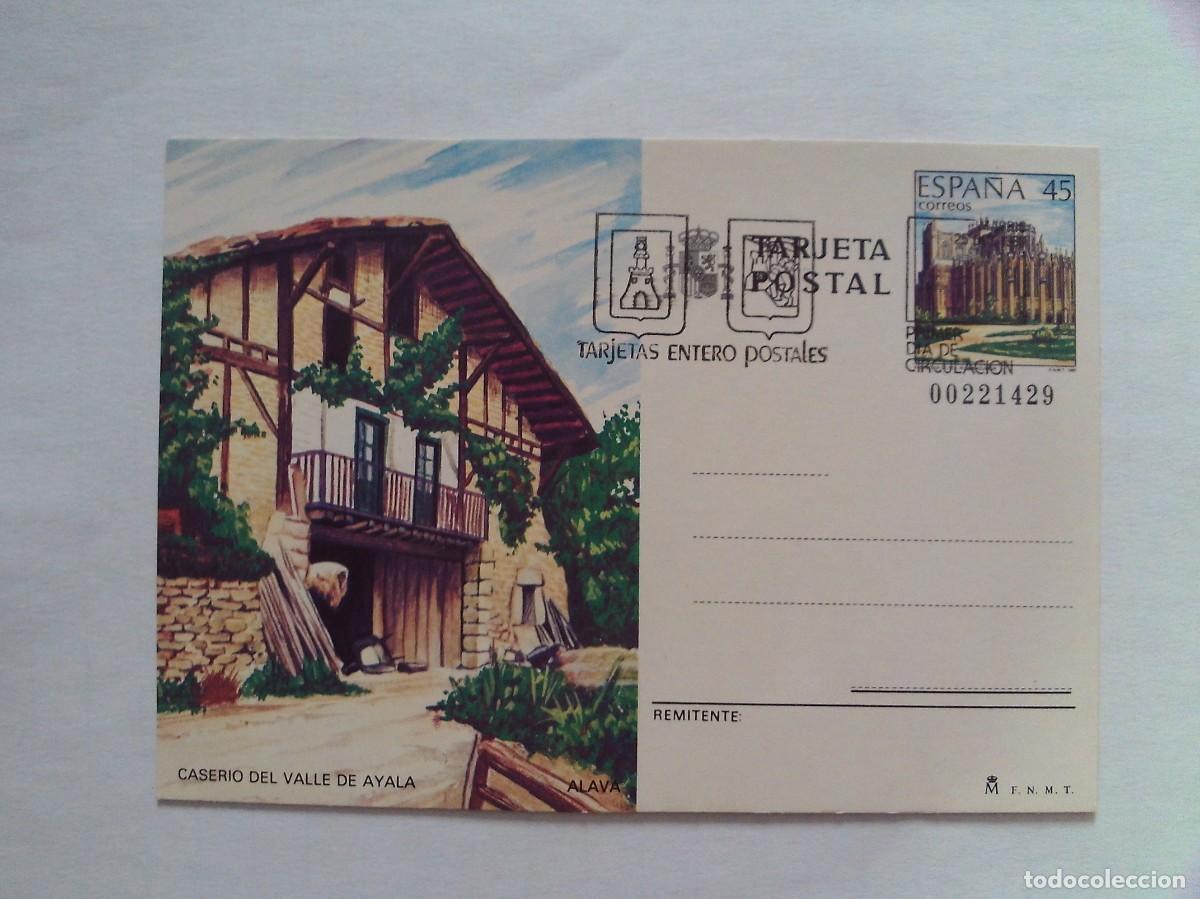 ESPAÑA 45
correos
TARJETA
POSTAL
TARJETAS ENTERO POSTALES
PRIMER
DIA DE
CIRCULACION
00221429
REMITENTE:
CASERIO DEL VALLE DE AYALA
ALAVA
M F. N. M. T.
todocoleccion